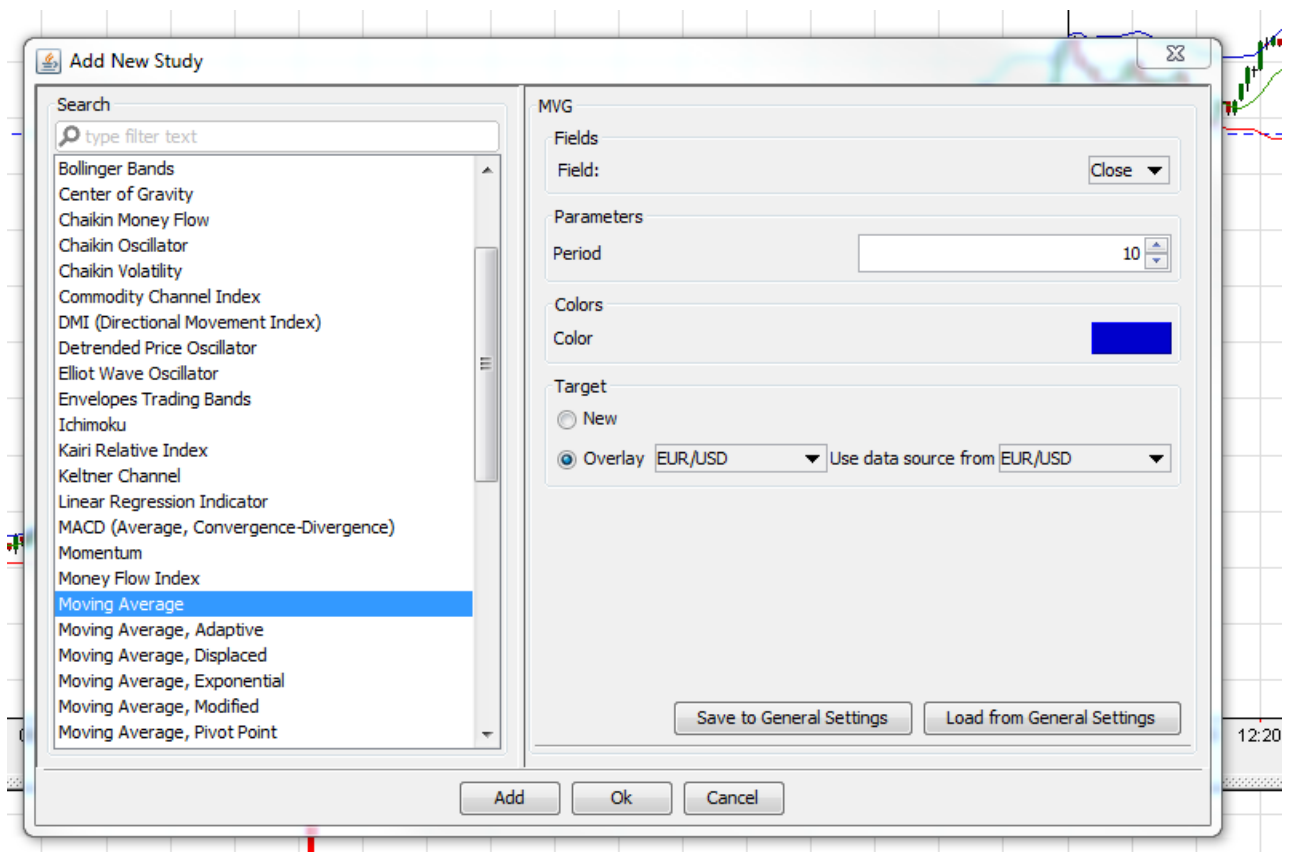 Add New Study
Search
type filter text
Bollinger Bands
Center of Gravity
Chaikin Money Flow
Chaikin Oscillator
Chaikin Volatility
Commodity Channel Index
DMI (Directional Movement Index)
Detrended Price Oscillator
Elliot Wave Oscillator
Envelopes Trading Bands
Ichimoku
Kairi Relative Index
Keltner Channel
Linear Regression Indicator
MACD (Average, Convergence-Divergence)
Momentum
Money Flow Index
Moving Average
Moving Average, Adaptive
Moving Average, Displaced
Moving Average, Exponential
Moving Average, Modified
Moving Average, Pivot Point
MVG
Fields
Field: Close
Parameters
Period 10
Colors
Color
Target
New
Overlay EUR/USD Use data source from EUR/USD
Save to General Settings Load from General Settings
Add Ok Cancel
12:20